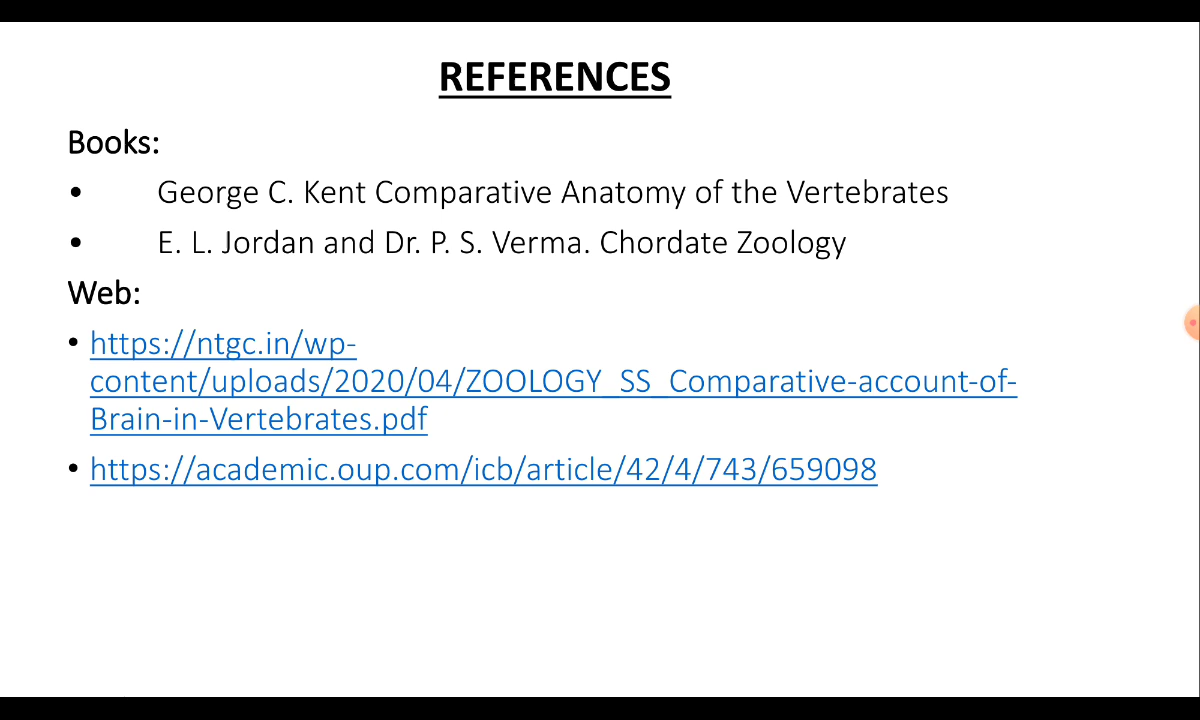 REFERENCES
Books:
• George C. Kent Comparative Anatomy of the Vertebrates
• E. L. Jordan and Dr. P. S. Verma. Chordate Zoology
Web:
• https://ntgc.in/wp-
content/uploads/2020/04/ZOOLOGY_SS_Comparative-account-of-
Brain-in-Vertebrates.pdf
• https://academic.oup.com/icb/article/42/4/743/659098